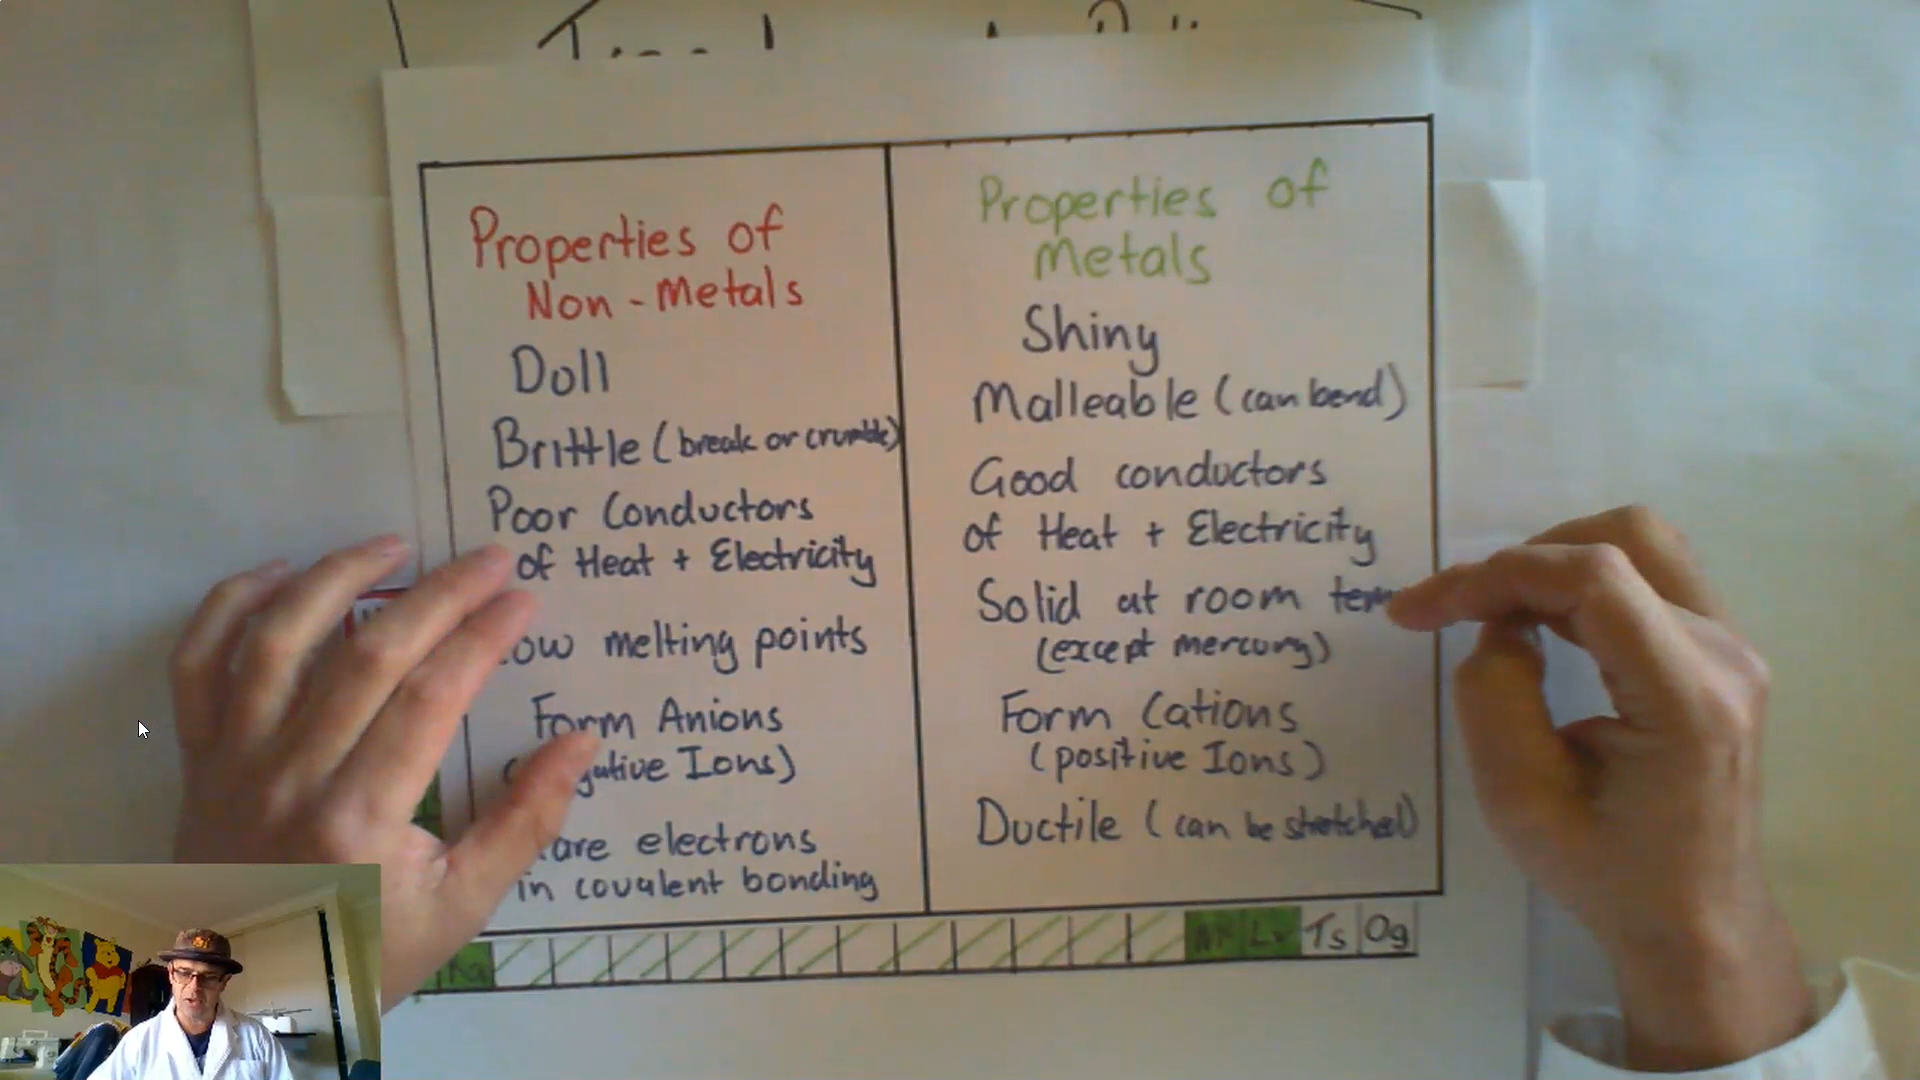 Properties of
Non-Metals
Doll
Brittle (break or crumble)
Poor Conductors
of Heat + Electricity
melting points
Form Anions
Ions)
electrons
in covalent bonding
Properties of
Metals
Shiny
Malleable (can bend)
Good conductors
of Heat + Electricity
Solid at room
(except mercury)
Form Cations
(positive Ions)
Ductile (can be stretched)
Ra
Lv Ts Og